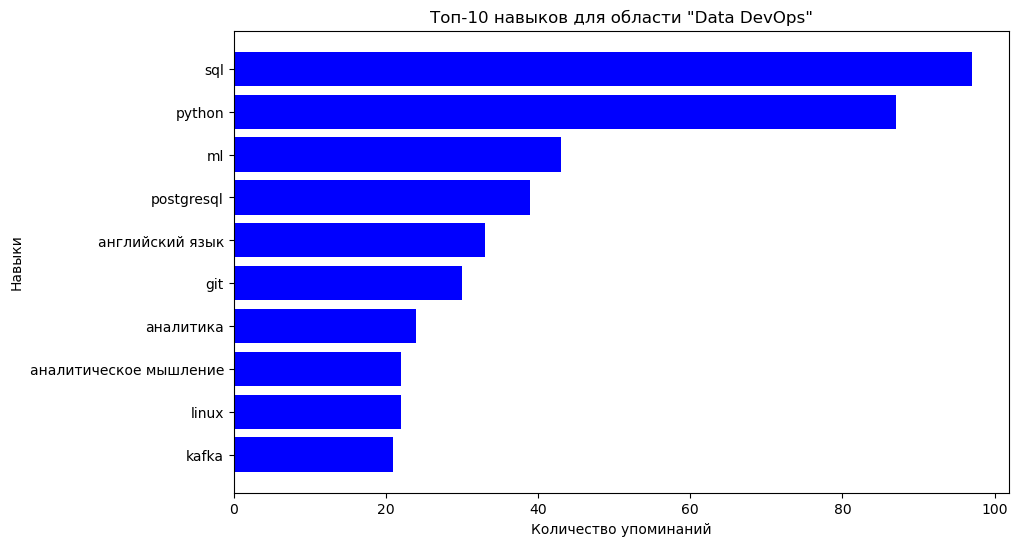 Топ-10 навыков для области "Data DevOps"
Навыки
sql
python
ml
postgresql
английский язык
git
аналитика
аналитическое мышление
linux
kafka
0 20 40 60 80 100
Количество упоминаний